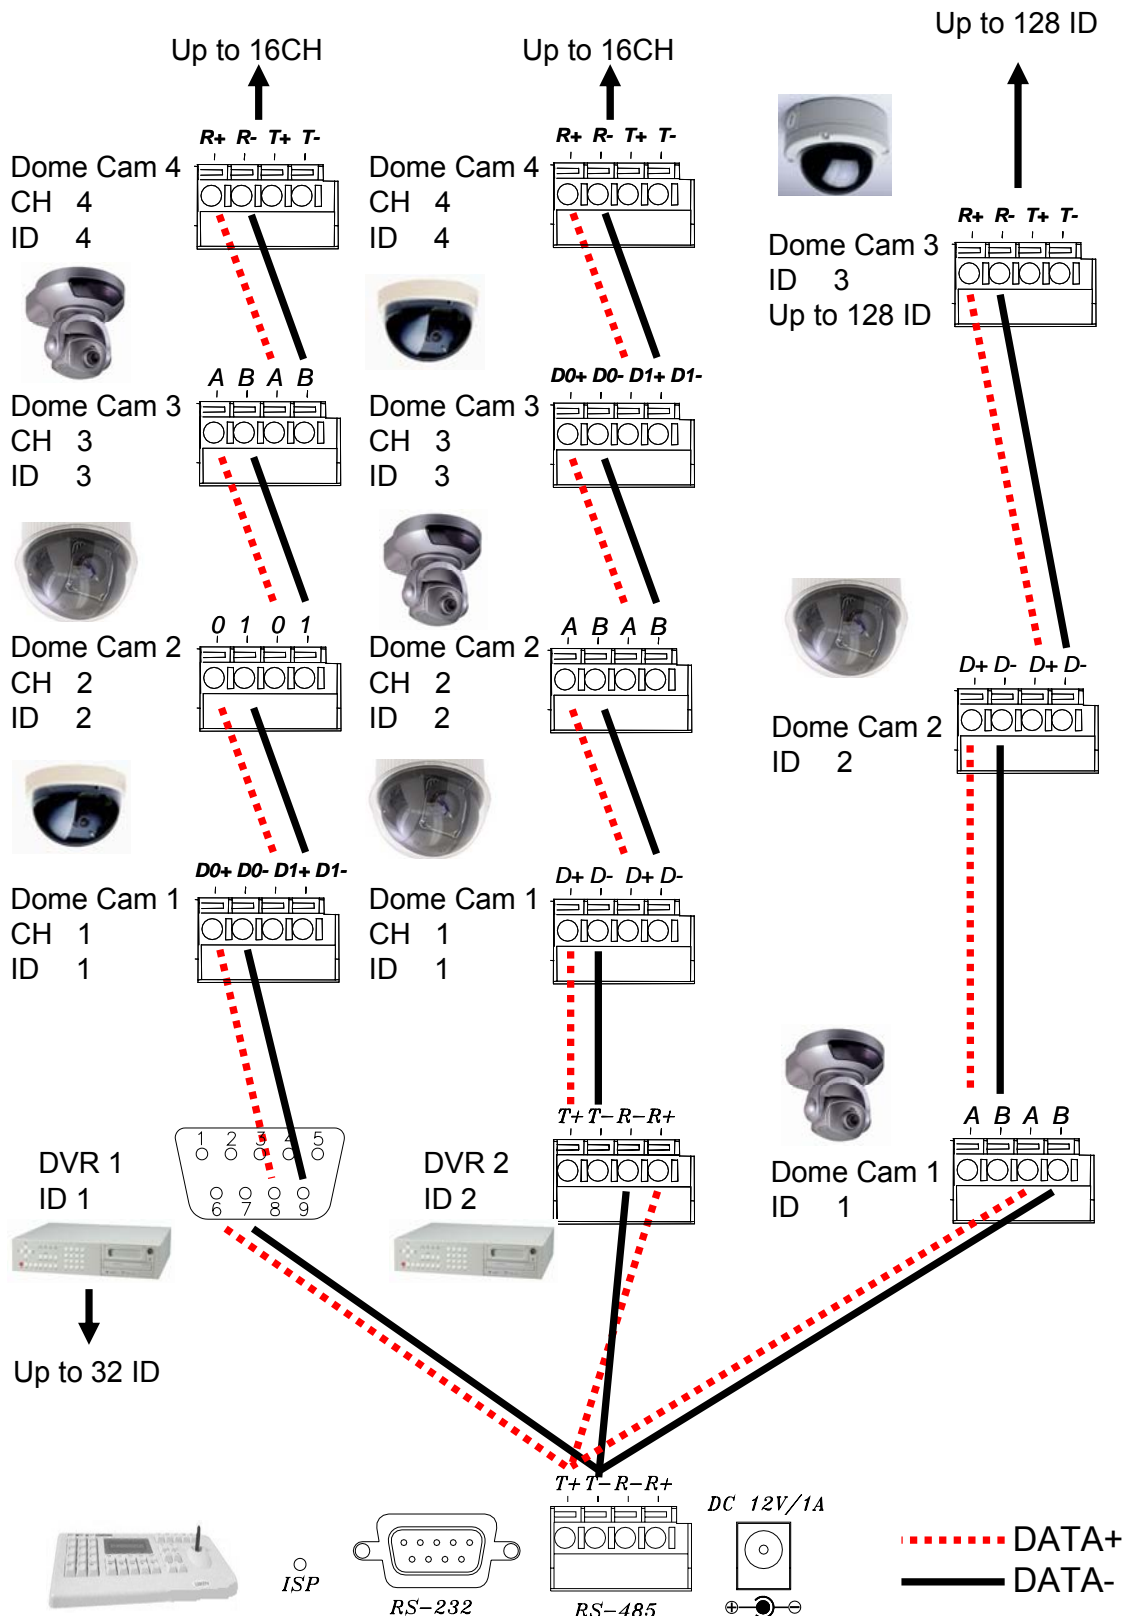 Up to 16CH
Up to 16CH
Up to 128 ID
R+ R- T+ T-
Dome Cam 4
CH 4
ID 4
R+ R- T+ T-
Dome Cam 4
CH 4
ID 4
R+ R- T+ T-
Dome Cam 3
ID 3
Up to 128 ID
A B A B
Dome Cam 3
CH 3
ID 3
D0+ D0- D1+ D1-
Dome Cam 3
CH 3
ID 3
0 1 0 1
Dome Cam 2
CH 2
ID 2
A B A B
Dome Cam 2
CH 2
ID 2
D+ D- D+ D-
Dome Cam 2
ID 2
D0+ D0- D1+ D1-
Dome Cam 1
CH 1
ID 1
D+ D- D+ D-
Dome Cam 1
CH 1
ID 1
A B A B
Dome Cam 1
ID 1
1 2 3 4 5
6 7 8 9
DVR 1
ID 1
T+ T- R- R+
DVR 2
ID 2
Up to 32 ID
T+ T- R- R+
ISP
RS-232
RS-485
DC 12V/1A
DATA+
DATA-